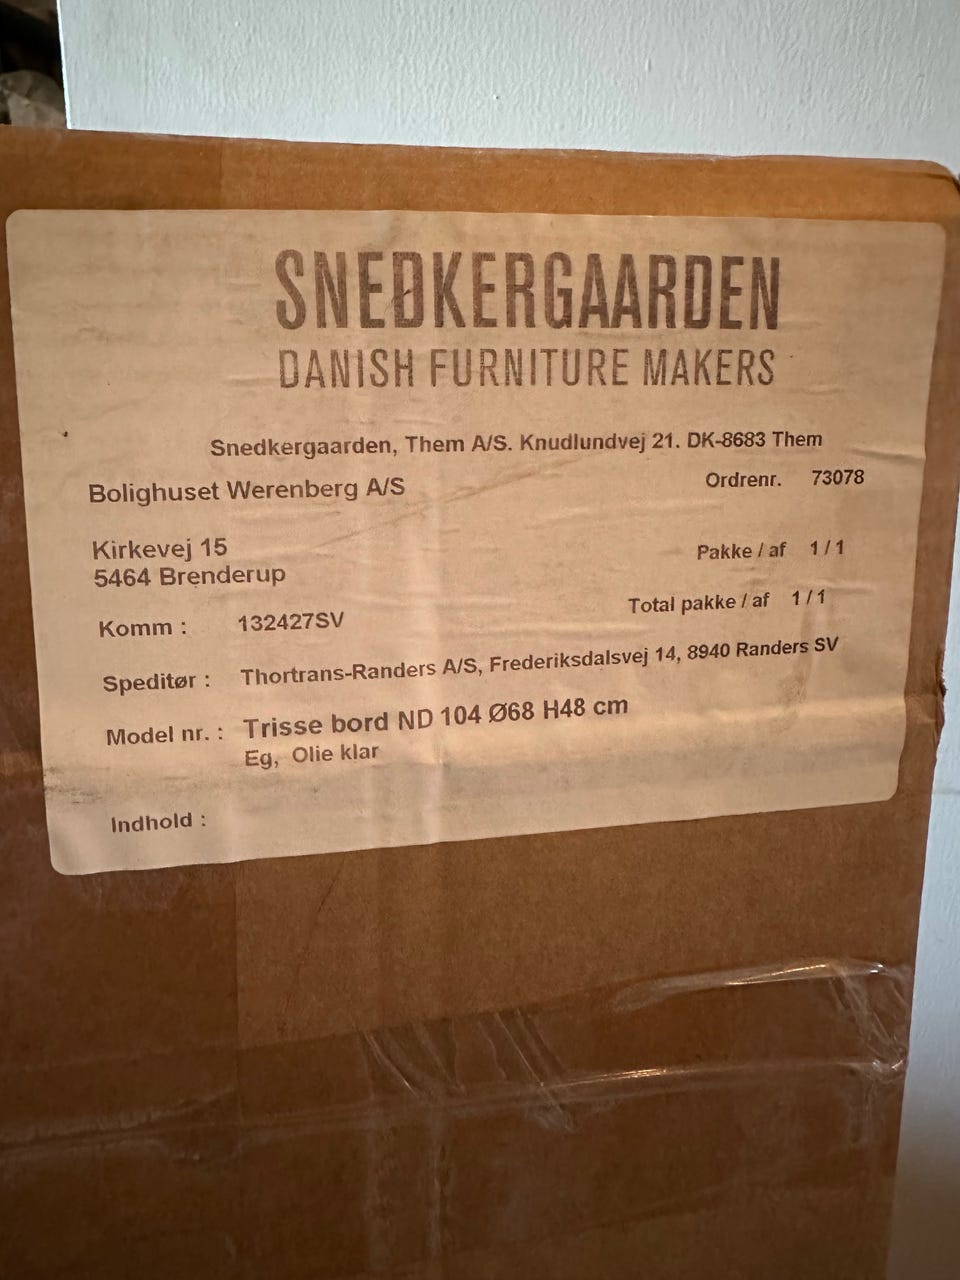 SNEDKERGAARDEN
DANISH FURNITURE MAKERS
Snedkergaarden, Them A/S. Knudlundvej 21. DK-8683 Them
Bolighuset Werenberg A/S
Ordrenr. 73078
Kirkevej 15
5464 Brenderup
Pakke / af 1 / 1
Total pakke / af 1 / 1
Komm : 132427SV
Speditør : Thortrans-Randers A/S, Frederiksdalsvej 14, 8940 Randers SV
Model nr. : Trisse bord ND 104 Ø68 H48 cm
Eg, Olie klar
Indhold :